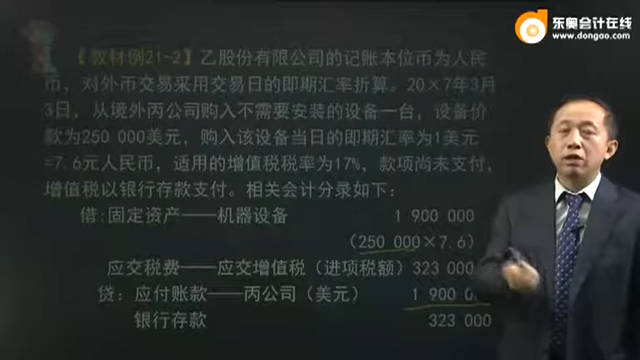 东奥会计在线
www.dongao.com
【教材例21-2】乙股份有限公司的记账本位币为人民
币，对外币交易采用交易日的即期汇率折算。20×7年3月
3日，从境外丙公司购入不需要安装的设备一台，设备价
款为250 000美元，购入该设备当日的即期汇率为1美元
=7.6元人民币，适用的增值税税率为17%，款项尚未支付，
增值税以银行存款支付。相关会计分录如下：
借：固定资产——机器设备 1 900 000
（250 000×7.6）
应交税费——应交增值税（进项税额）323 000
贷：应付账款——丙公司（美元） 1 900 0
银行存款 323 000